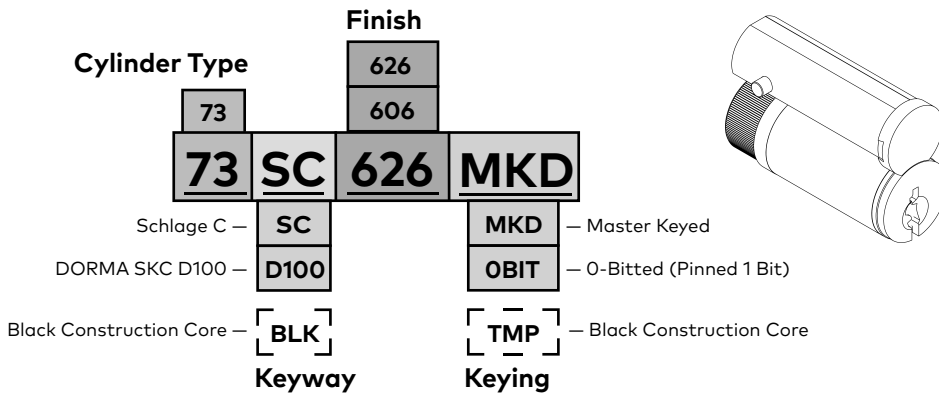 Finish
626
Cylinder Type
606
73
73 SC 626 MKD
Schlage C — SC
MKD — Master Keyed
DORMA SKC D100 — D100
0BIT — 0-Bitted (Pinned 1 Bit)
Black Construction Core — BLK
TMP — Black Construction Core
Keyway
Keying